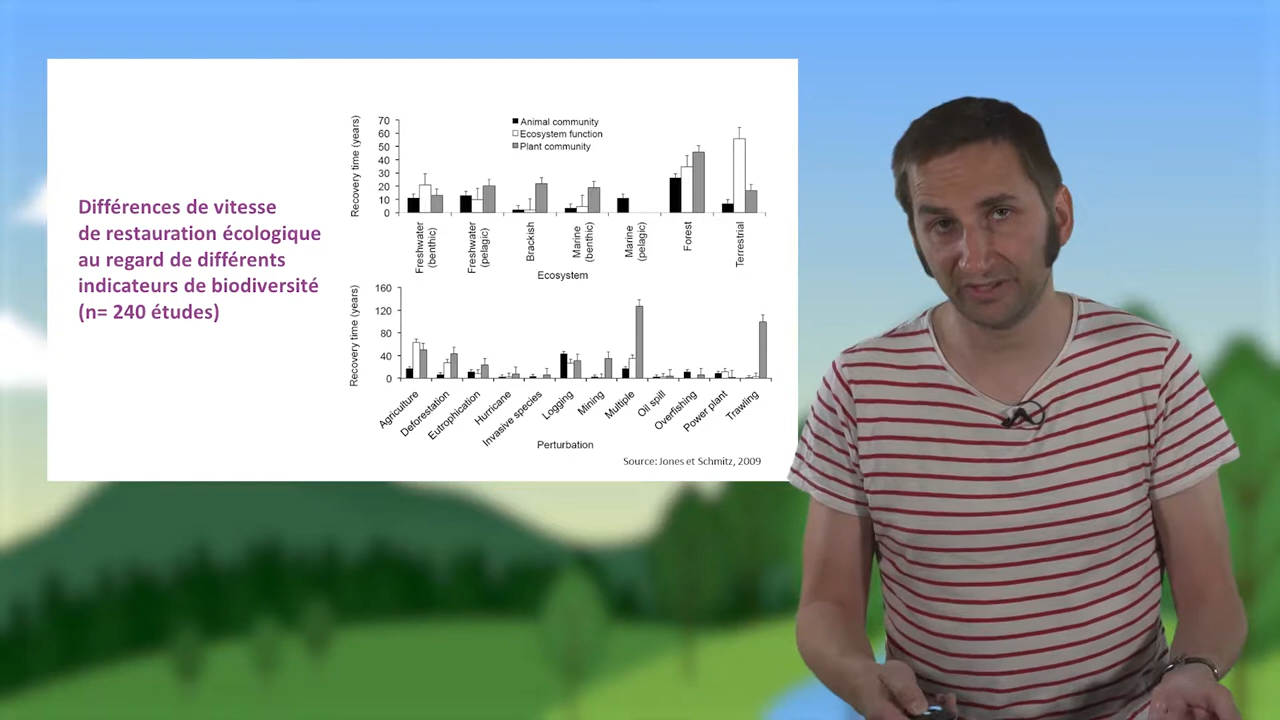 Différences de vitesse
de restauration écologique
au regard de différents
indicateurs de biodiversité
(n= 240 études)
Recovery time (years)
70
60
50
40
30
20
10
0
Animal community
Ecosystem function
Plant community
Freshwater
(benthic)
Freshwater
(pelagic)
Brackish
Marine
(benthic)
Marine
(pelagic)
Forest
Terrestrial
Ecosystem
Recovery time (years)
160
120
80
40
0
Agriculture
Deforestation
Eutrophication
Hurricane
Invasive species
Logging
Mining
Multiple
Oil spill
Overfishing
Power plant
Trawling
Perturbation
Source: Jones et Schmitz, 2009